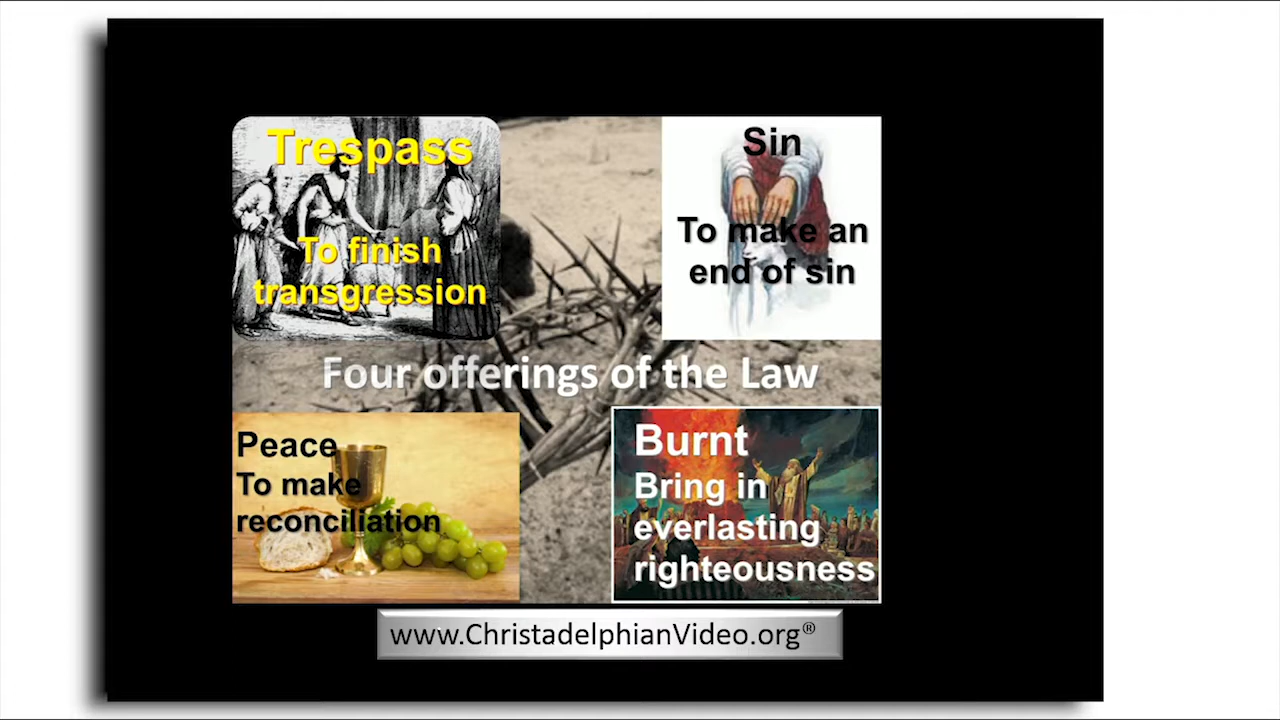 Trespass
To finish
transgression
Sin
To make an
end of sin
Four offerings of the Law
Peace
To make
reconciliation
Burnt
Bring in
everlasting
righteousness
www.ChristadelphianVideo.org®